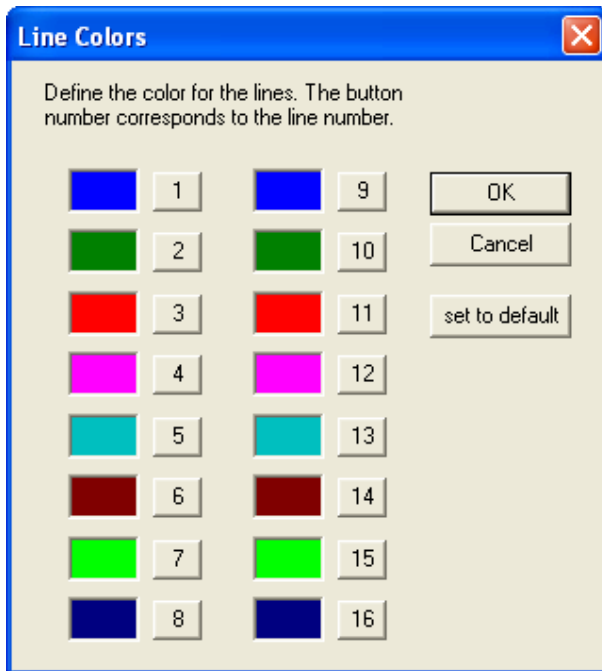 Line Colors
Define the color for the lines. The button
number corresponds to the line number.
1 9 OK
2 10 Cancel
3 11 set to default
4 12
5 13
6 14
7 15
8 16